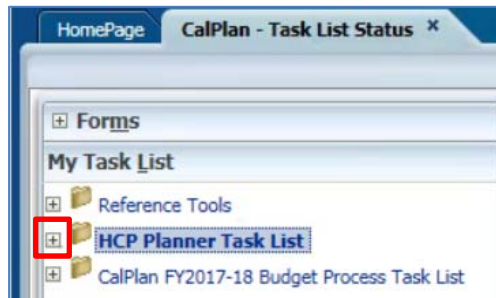 HomePage CalPlan - Task List Status ×
Forms
My Task List
Reference Tools
HCP Planner Task List
CalPlan FY2017-18 Budget Process Task List